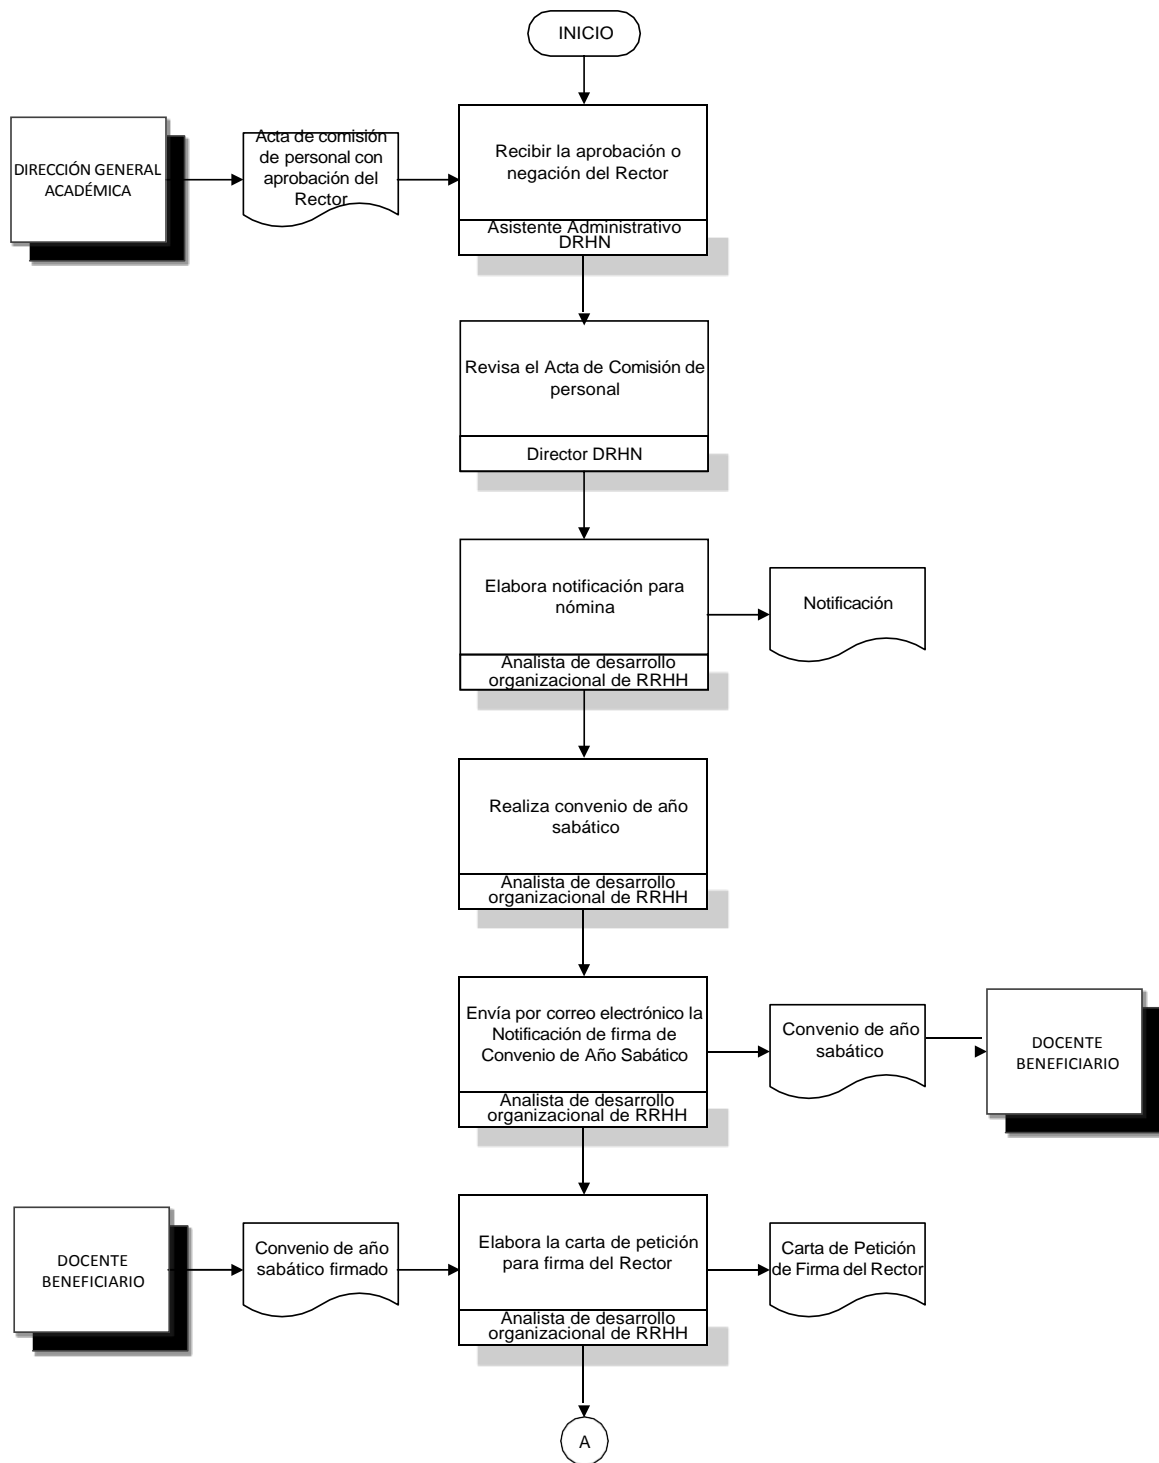 INICIO
DIRECCIÓN GENERAL
ACADÉMICA
Acta de comisión
de personal con
aprobación del
Rector
Recibir la aprobación o
negación del Rector
Asistente Administrativo
DRHN
Revisa el Acta de Comisión de
personal
Director DRHN
Elabora notificación para
nómina
Analista de desarrollo
organizacional de RRHH
Notificación
Realiza convenio de año
sabático
Analista de desarrollo
organizacional de RRHH
Envía por correo electrónico la
Notificación de firma de
Convenio de Año Sabático
Analista de desarrollo
organizacional de RRHH
Convenio de año
sabático
DOCENTE
BENEFICIARIO
DOCENTE
BENEFICIARIO
Convenio de año
sabático firmado
Elabora la carta de petición
para firma del Rector
Analista de desarrollo
organizacional de RRHH
Carta de Petición
de Firma del Rector
A